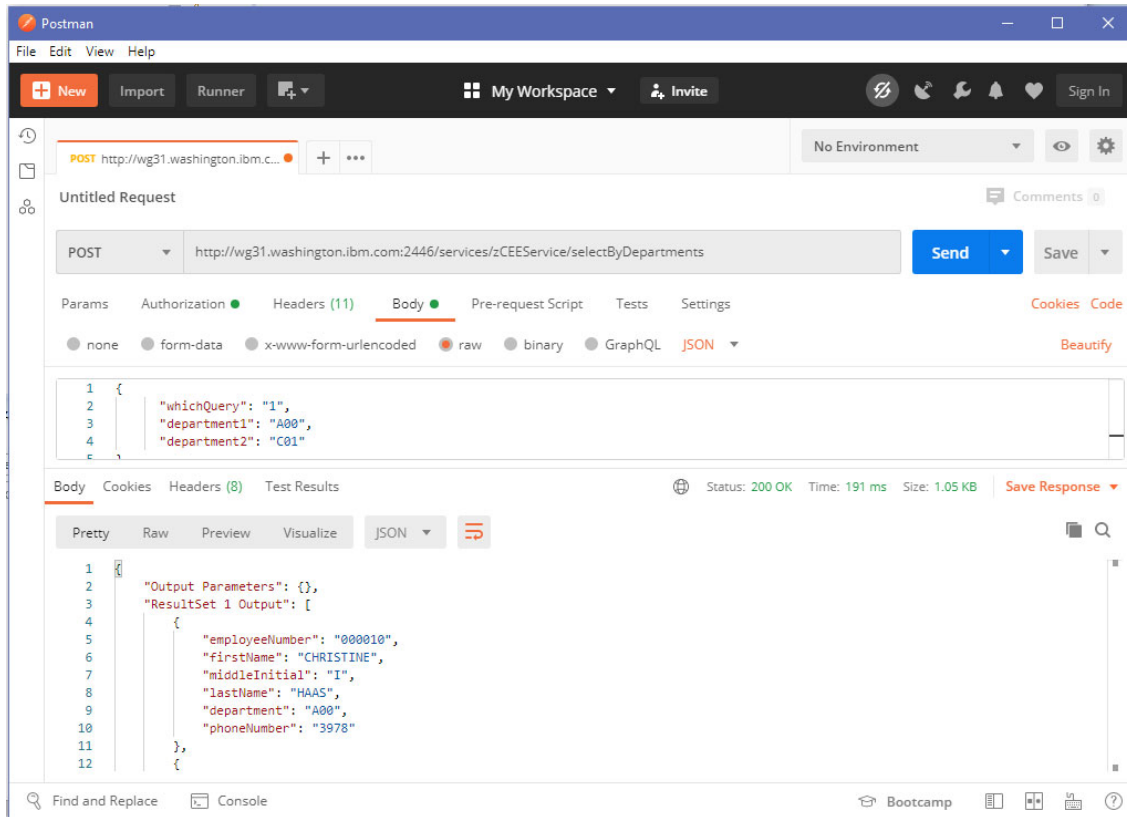 Postman
File Edit View Help
New Import Runner My Workspace Invite Sign In
POST http://wg31.washington.ibm.c... No Environment
Untitled Request Comments 0
POST http://wg31.washington.ibm.com:2446/services/zCEEService/selectByDepartments Send Save
Params Authorization Headers (11) Body Pre-request Script Tests Settings Cookies Code
none form-data x-www-form-urlencoded raw binary GraphQL JSON Beautify
1 {
2 "whichQuery": "1",
3 "department1": "A00",
4 "department2": "C01"
5 }
Body Cookies Headers (8) Test Results Status: 200 OK Time: 191 ms Size: 1.05 KB Save Response
Pretty Raw Preview Visualize JSON
1 {
2 "Output Parameters": {},
3 "ResultSet 1 Output": [
4 {
5 "employeeNumber": "000010",
6 "firstName": "CHRISTINE",
7 "middleInitial": "I",
8 "lastName": "HAAS",
9 "department": "A00",
10 "phoneNumber": "3978"
11 },
12 {
Find and Replace Console Bootcamp